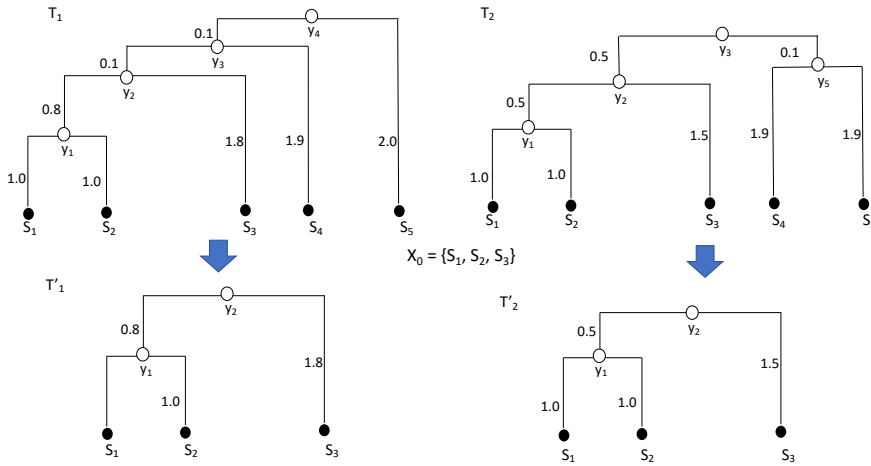 T1 T2
0.1 y4
0.1 y3
0.1 y2
0.8
y1
1.0 1.0 1.8 1.9 2.0
S1 S2 S3 S4 S5
y3
0.5 0.1
y2 y5
0.5
y1
1.0 1.0 1.5 1.9 1.9
S1 S2 S3 S4 S
X0 = {S1, S2, S3}
T'1 T'2
y2
0.8
y1
1.0 1.8
S1 S2 S3
y2
0.5
y1
1.0 1.0 1.5
S1 S2 S3